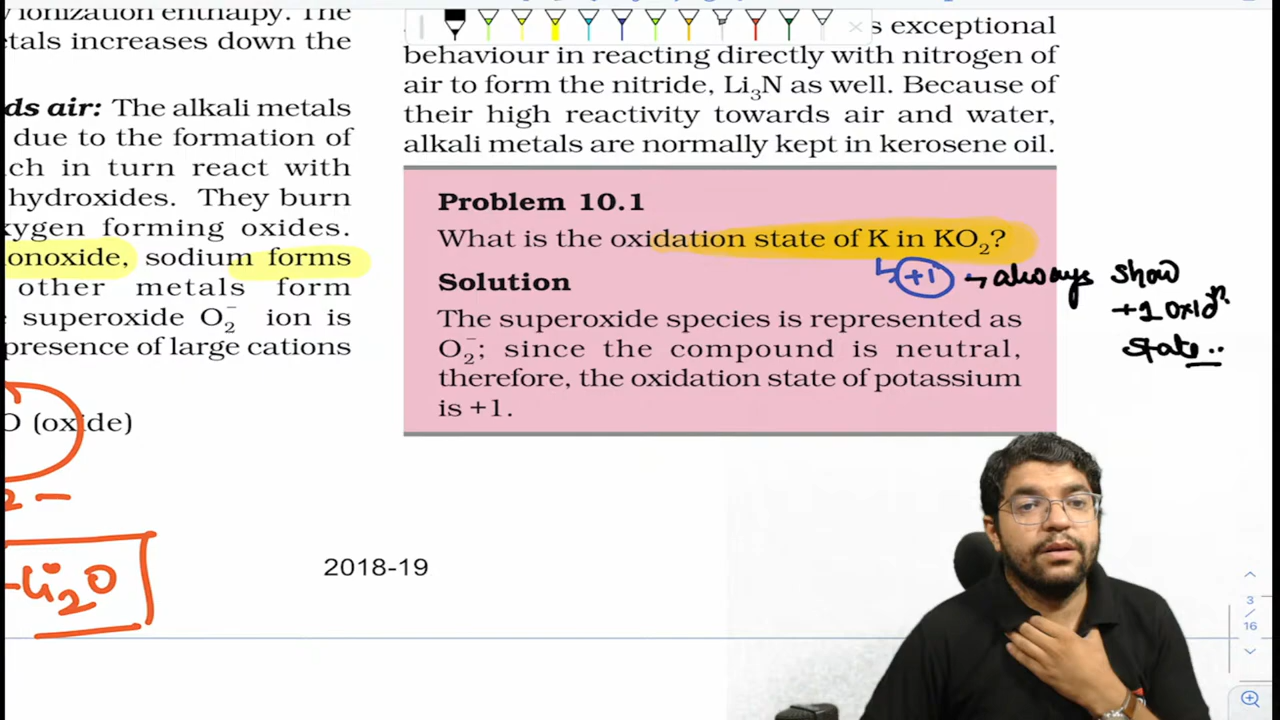 y ionization enthalpy. The
etals increases down the
ds air: The alkali metals
due to the formation of
ch in turn react with
hydroxides. They burn
xygen forming oxides.
onoxide, sodium forms
other metals form
e superoxide O₂⁻ ion is
presence of large cations
O (oxide)
2 –
Li₂O
2018-19
s exceptional
behaviour in reacting directly with nitrogen of
air to form the nitride, Li₃N as well. Because of
their high reactivity towards air and water,
alkali metals are normally kept in kerosene oil.
Problem 10.1
What is the oxidation state of K in KO₂?
↳ +1 → always show
+1 oxidⁿ
state..
Solution
The superoxide species is represented as
O₂⁻; since the compound is neutral,
therefore, the oxidation state of potassium
is +1.
3
/
16